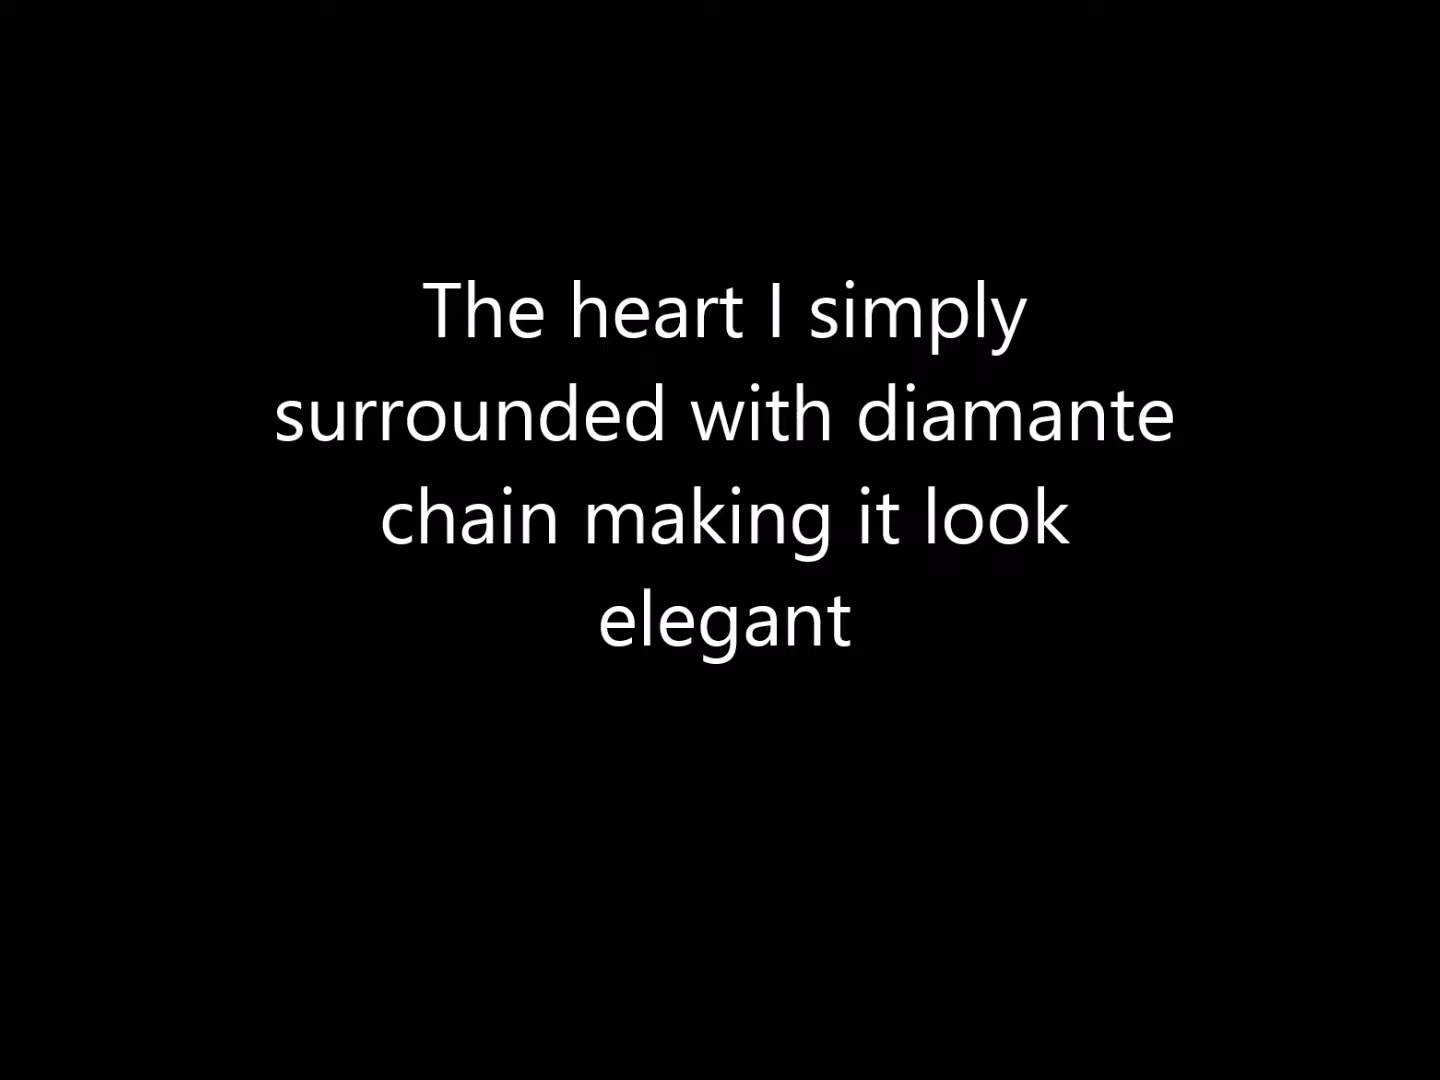 The heart I simply
surrounded with diamante
chain making it look
elegant